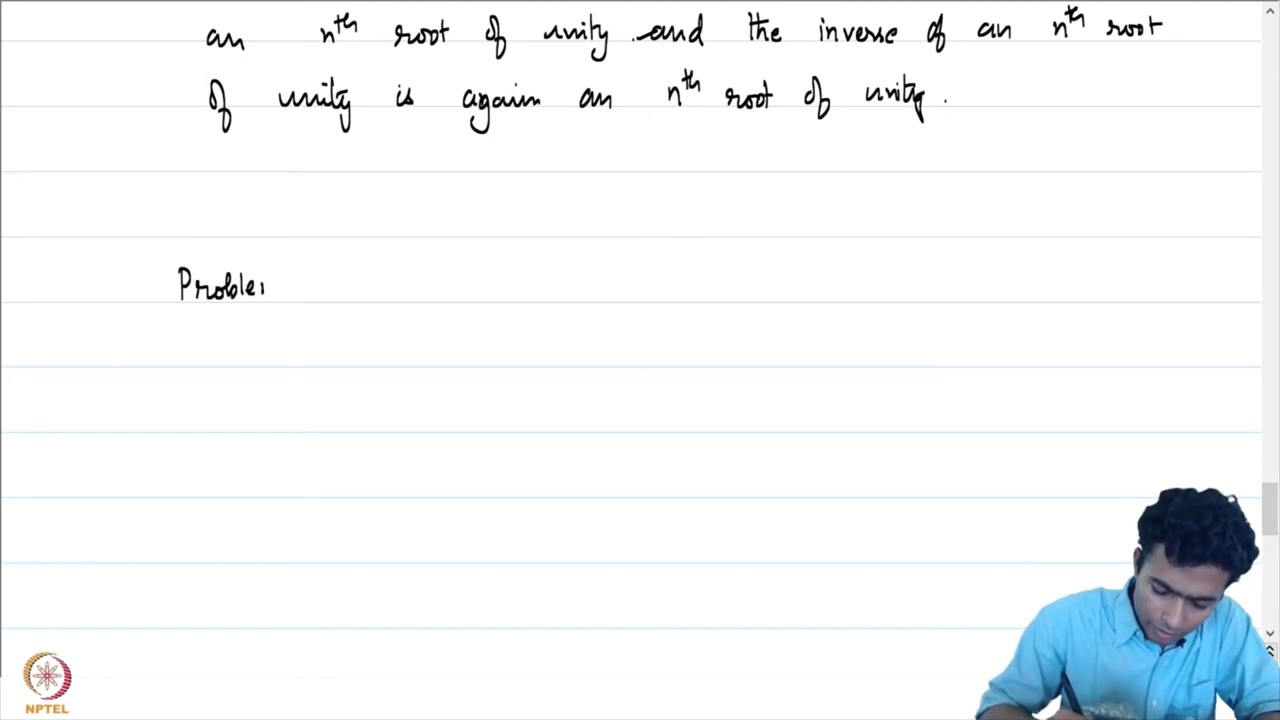 an nth root of unity . and the inverse of an nth root
of unity is again an nth root of unity .
Proble
NPTEL